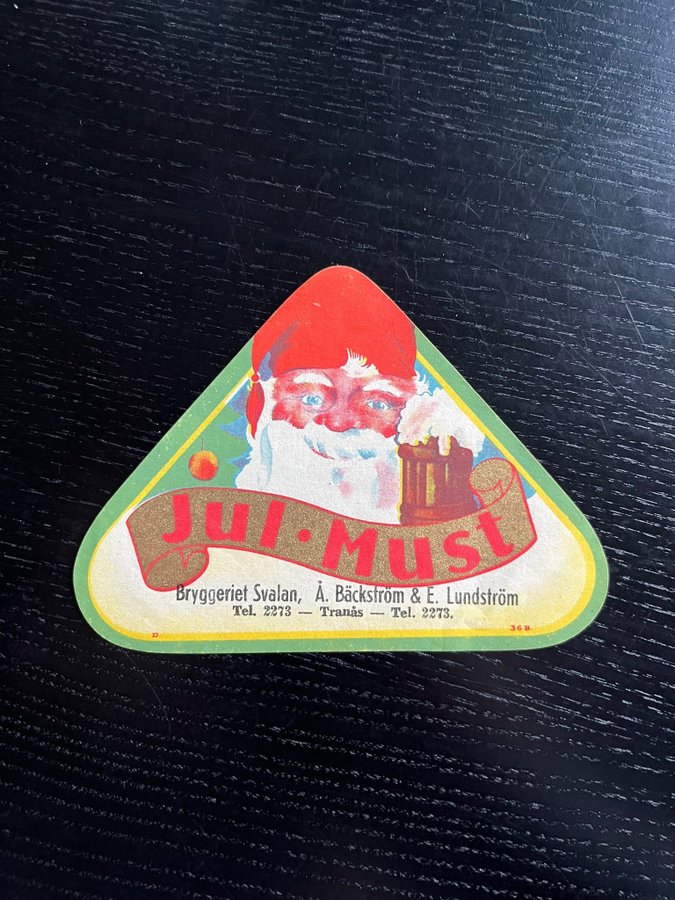 Jul • Must
Bryggeriet Svalan, Å. Bäckström & E. Lundström
Tel. 2273 — Tranås — Tel. 2273.
D. 36 B.